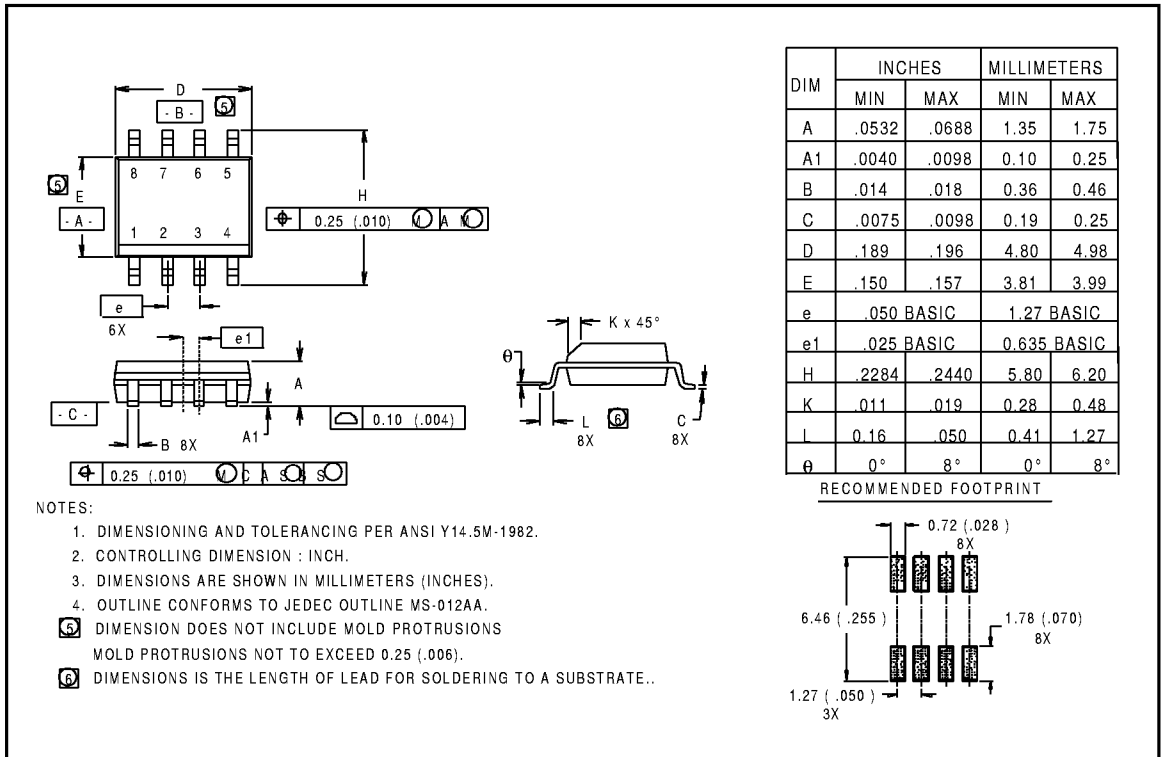 D
- B -
5
8 7 6 5
5
E
- A -
H
0.25 (.010) M A M
1 2 3 4
e
6X
e1
K x 45°
θ
A
- C -
0.10 (.004)
A1
B 8X
L
8X
6
C
8X
0.25 (.010) M C A S B S
NOTES:
1. DIMENSIONING AND TOLERANCING PER ANSI Y14.5M-1982.
2. CONTROLLING DIMENSION : INCH.
3. DIMENSIONS ARE SHOWN IN MILLIMETERS (INCHES).
4. OUTLINE CONFORMS TO JEDEC OUTLINE MS-012AA.
5 DIMENSION DOES NOT INCLUDE MOLD PROTRUSIONS
MOLD PROTRUSIONS NOT TO EXCEED 0.25 (.006).
6 DIMENSIONS IS THE LENGTH OF LEAD FOR SOLDERING TO A SUBSTRATE..
DIM INCHES MILLIMETERS
MIN MAX MIN MAX
A .0532 .0688 1.35 1.75
A1 .0040 .0098 0.10 0.25
B .014 .018 0.36 0.46
C .0075 .0098 0.19 0.25
D .189 .196 4.80 4.98
E .150 .157 3.81 3.99
e .050 BASIC 1.27 BASIC
e1 .025 BASIC 0.635 BASIC
H .2284 .2440 5.80 6.20
K .011 .019 0.28 0.48
L 0.16 .050 0.41 1.27
θ 0° 8° 0° 8°
RECOMMENDED FOOTPRINT
0.72 (.028 )
8X
6.46 ( .255 )
1.78 (.070)
8X
1.27 ( .050 )
3X